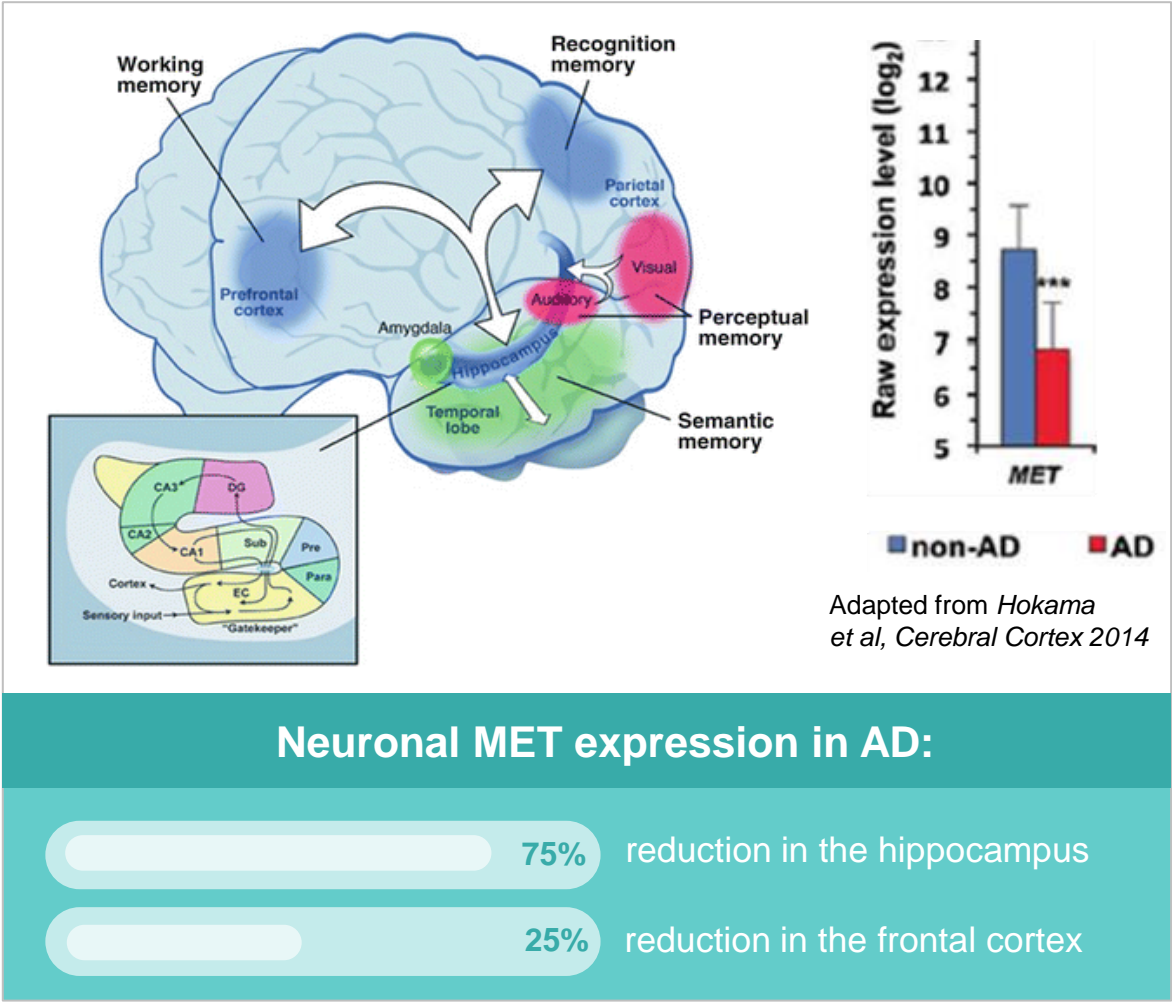 Working
memory
Recognition
memory
Parietal
cortex
Visual
Auditory
Prefrontal
cortex
Amygdala
Hippocampus
Perceptual
memory
Temporal
lobe
Semantic
memory
CA3
DG
CA2
CA1
Sub
Pre
Para
Cortex
EC
Sensory input
"Gatekeeper"
Raw expression level (log2)
12
11
10
9
8
7
6
5
***
MET
non-AD
AD
Adapted from Hokama
et al, Cerebral Cortex 2014
Neuronal MET expression in AD:
75% reduction in the hippocampus
25% reduction in the frontal cortex